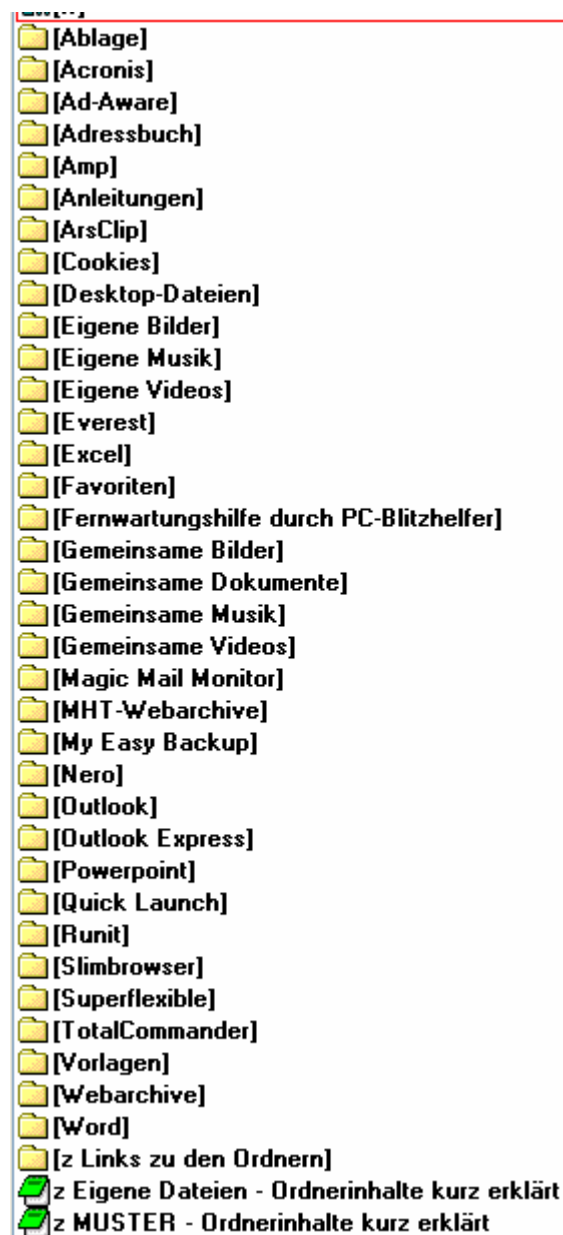 [Ablage]
[Acronis]
[Ad-Aware]
[Adressbuch]
[Amp]
[Anleitungen]
[ArsClip]
[Cookies]
[Desktop-Dateien]
[Eigene Bilder]
[Eigene Musik]
[Eigene Videos]
[Everest]
[Excel]
[Favoriten]
[Fernwartungshilfe durch PC-Blitzhelfer]
[Gemeinsame Bilder]
[Gemeinsame Dokumente]
[Gemeinsame Musik]
[Gemeinsame Videos]
[Magic Mail Monitor]
[MHT-Webarchive]
[My Easy Backup]
[Nero]
[Outlook]
[Outlook Express]
[Powerpoint]
[Quick Launch]
[Runit]
[Slimbrowser]
[Superflexible]
[TotalCommander]
[Vorlagen]
[Webarchive]
[Word]
[z Links zu den Ordnern]
z Eigene Dateien - Ordnerinhalte kurz erklärt
z MUSTER - Ordnerinhalte kurz erklärt